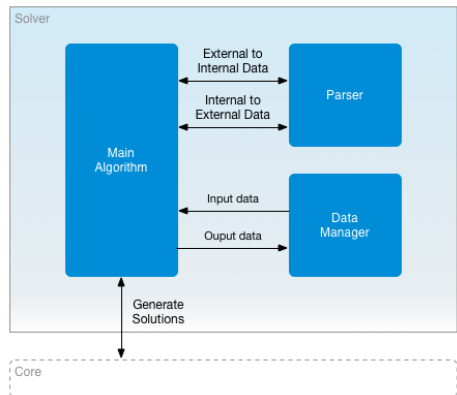 Solver
External to
Internal Data
Parser
Internal to
External Data
Main
Algorithm
Input data
Data
Manager
Ouput data
Generate
Solutions
Core